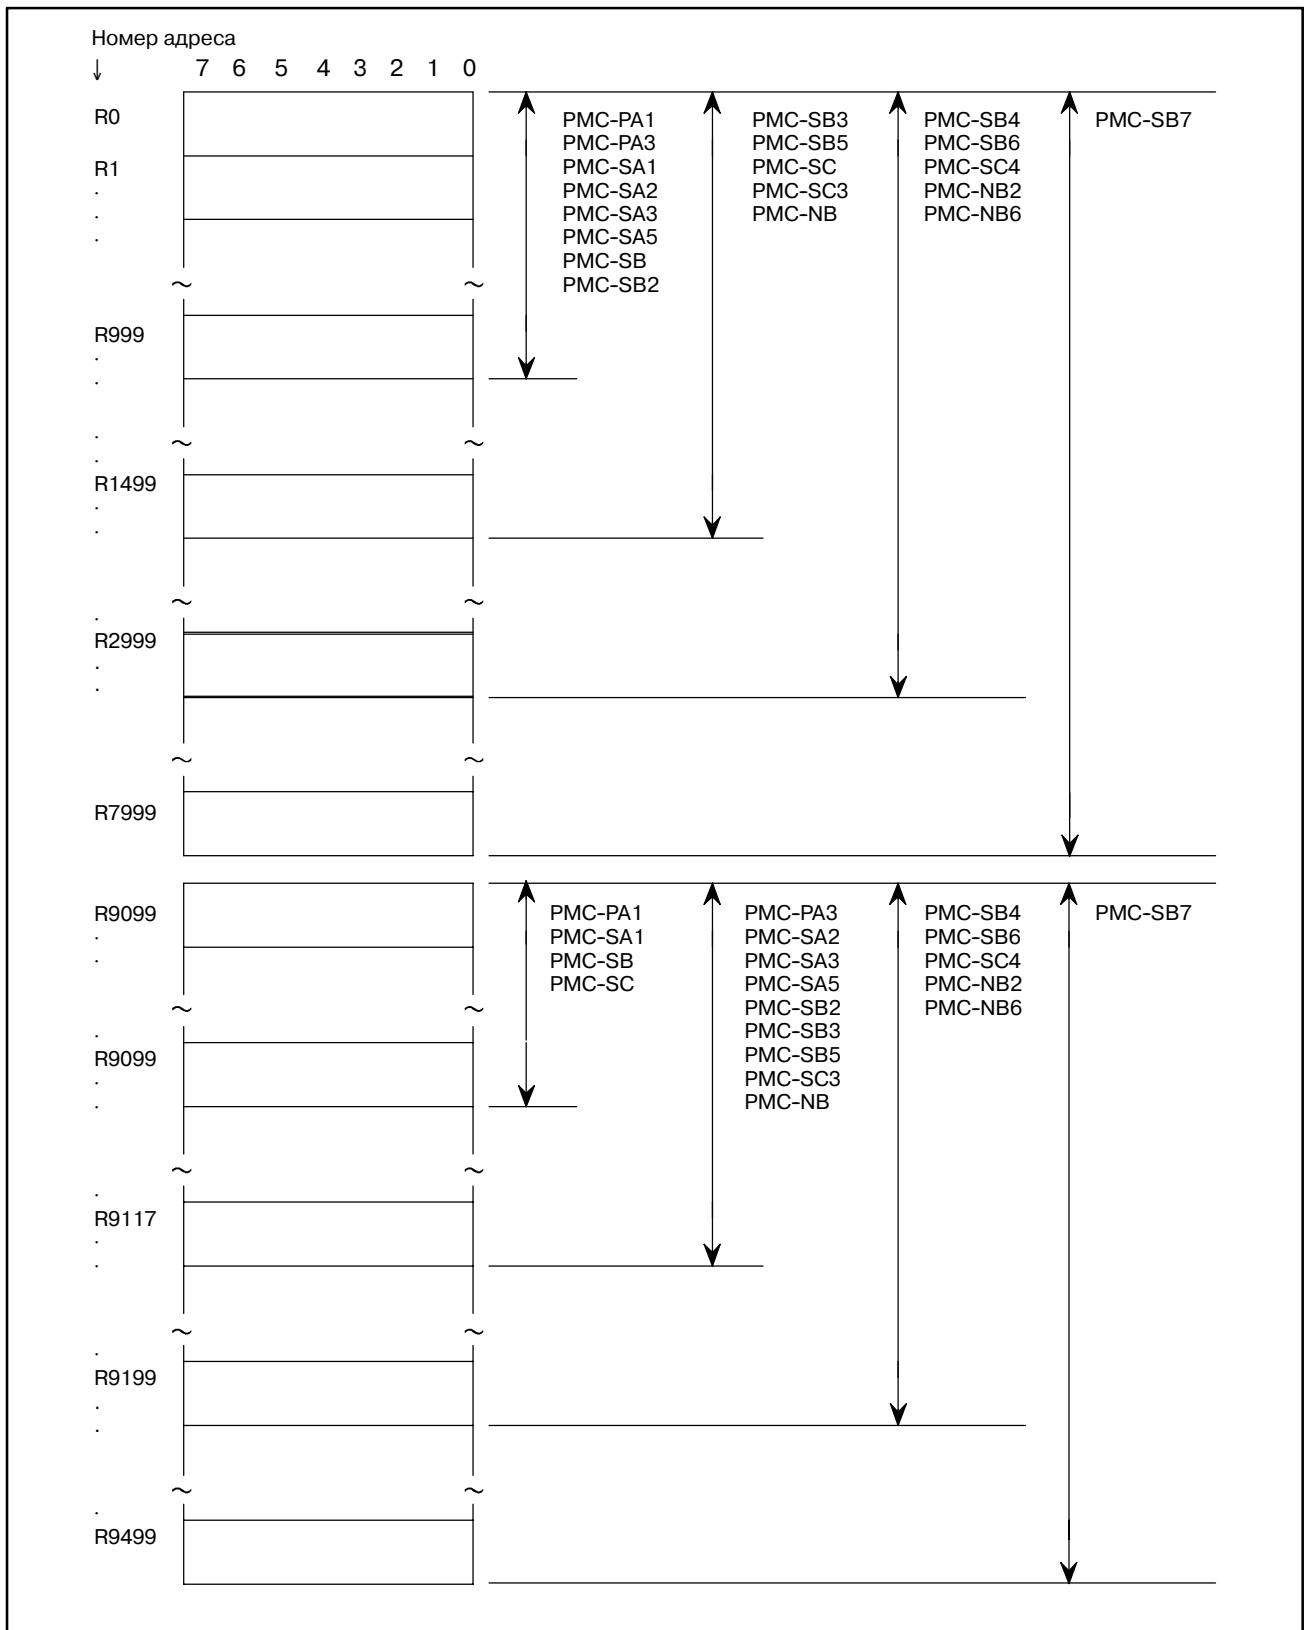 Номер адреса
↓ 7 6 5 4 3 2 1 0
R0 PMC-PA1 PMC-SB3 PMC-SB4 PMC-SB7
PMC-PA3 PMC-SB5 PMC-SB6
R1 PMC-SA1 PMC-SC PMC-SC4
. PMC-SA2 PMC-SC3 PMC-NB2
. PMC-SA3 PMC-NB PMC-NB6
. PMC-SA5
PMC-SB
PMC-SB2
~ ~
R999
.
.
.
~ ~
.
R1499
.
.
~ ~
.
R2999
.
.
~ ~
R7999
R9099 PMC-PA1 PMC-PA3 PMC-SB4 PMC-SB7
. PMC-SA1 PMC-SA2 PMC-SB6
. PMC-SB PMC-SA3 PMC-SC4
PMC-SC PMC-SA5 PMC-NB2
~ ~ PMC-SB2 PMC-NB6
. PMC-SB3
R9099 PMC-SB5
. PMC-SC3
. PMC-NB
~ ~
.
R9117
.
.
~ ~
.
R9199
.
.
~ ~
.
R9499